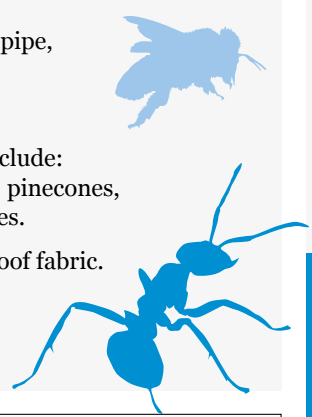 pipe,
clude:
pinecones,
es.
oof fabric.